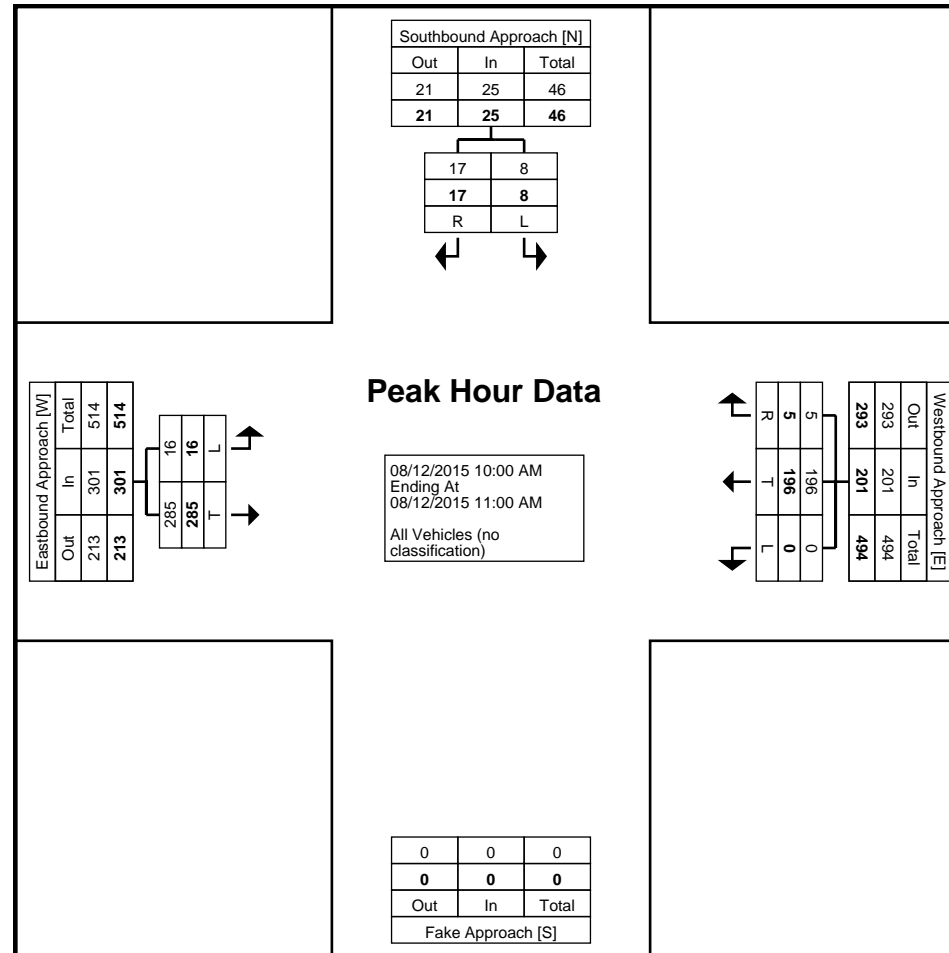 Southbound Approach [N]
Out In Total
21 25 46
21 25 46
17 8
17 8
R L
Peak Hour Data
Eastbound Approach [W]
Out In Total
213 301 514
213 301 514
16 285
16 285
L T
08/12/2015 10:00 AM
Ending At
08/12/2015 11:00 AM
All Vehicles (no
classification)
R T L
5 196 0
5 196 0
293 201 494
293 201 494
Out In Total
Westbound Approach [E]
0 0 0
0 0 0
Out In Total
Fake Approach [S]